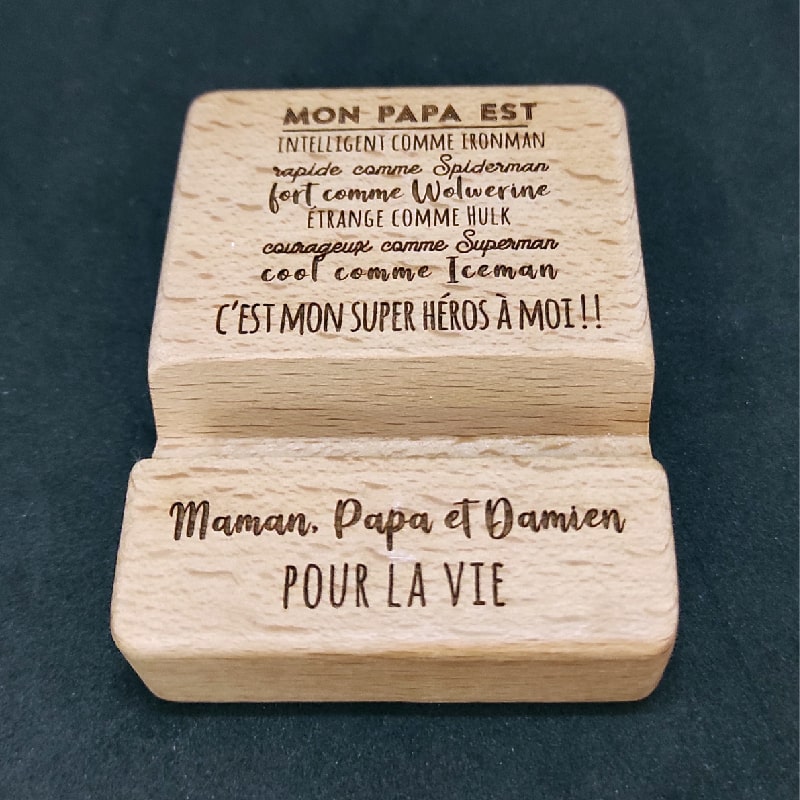 MON PAPA EST
INTELLIGENT COMME IRONMAN
rapide comme Spiderman
fort comme Wolwerine
ÉTRANGE COMME HULK
courageux comme Superman
cool comme Iceman
C'EST MON SUPER HÉROS À MOI !!
Maman, Papa et Damien
POUR LA VIE